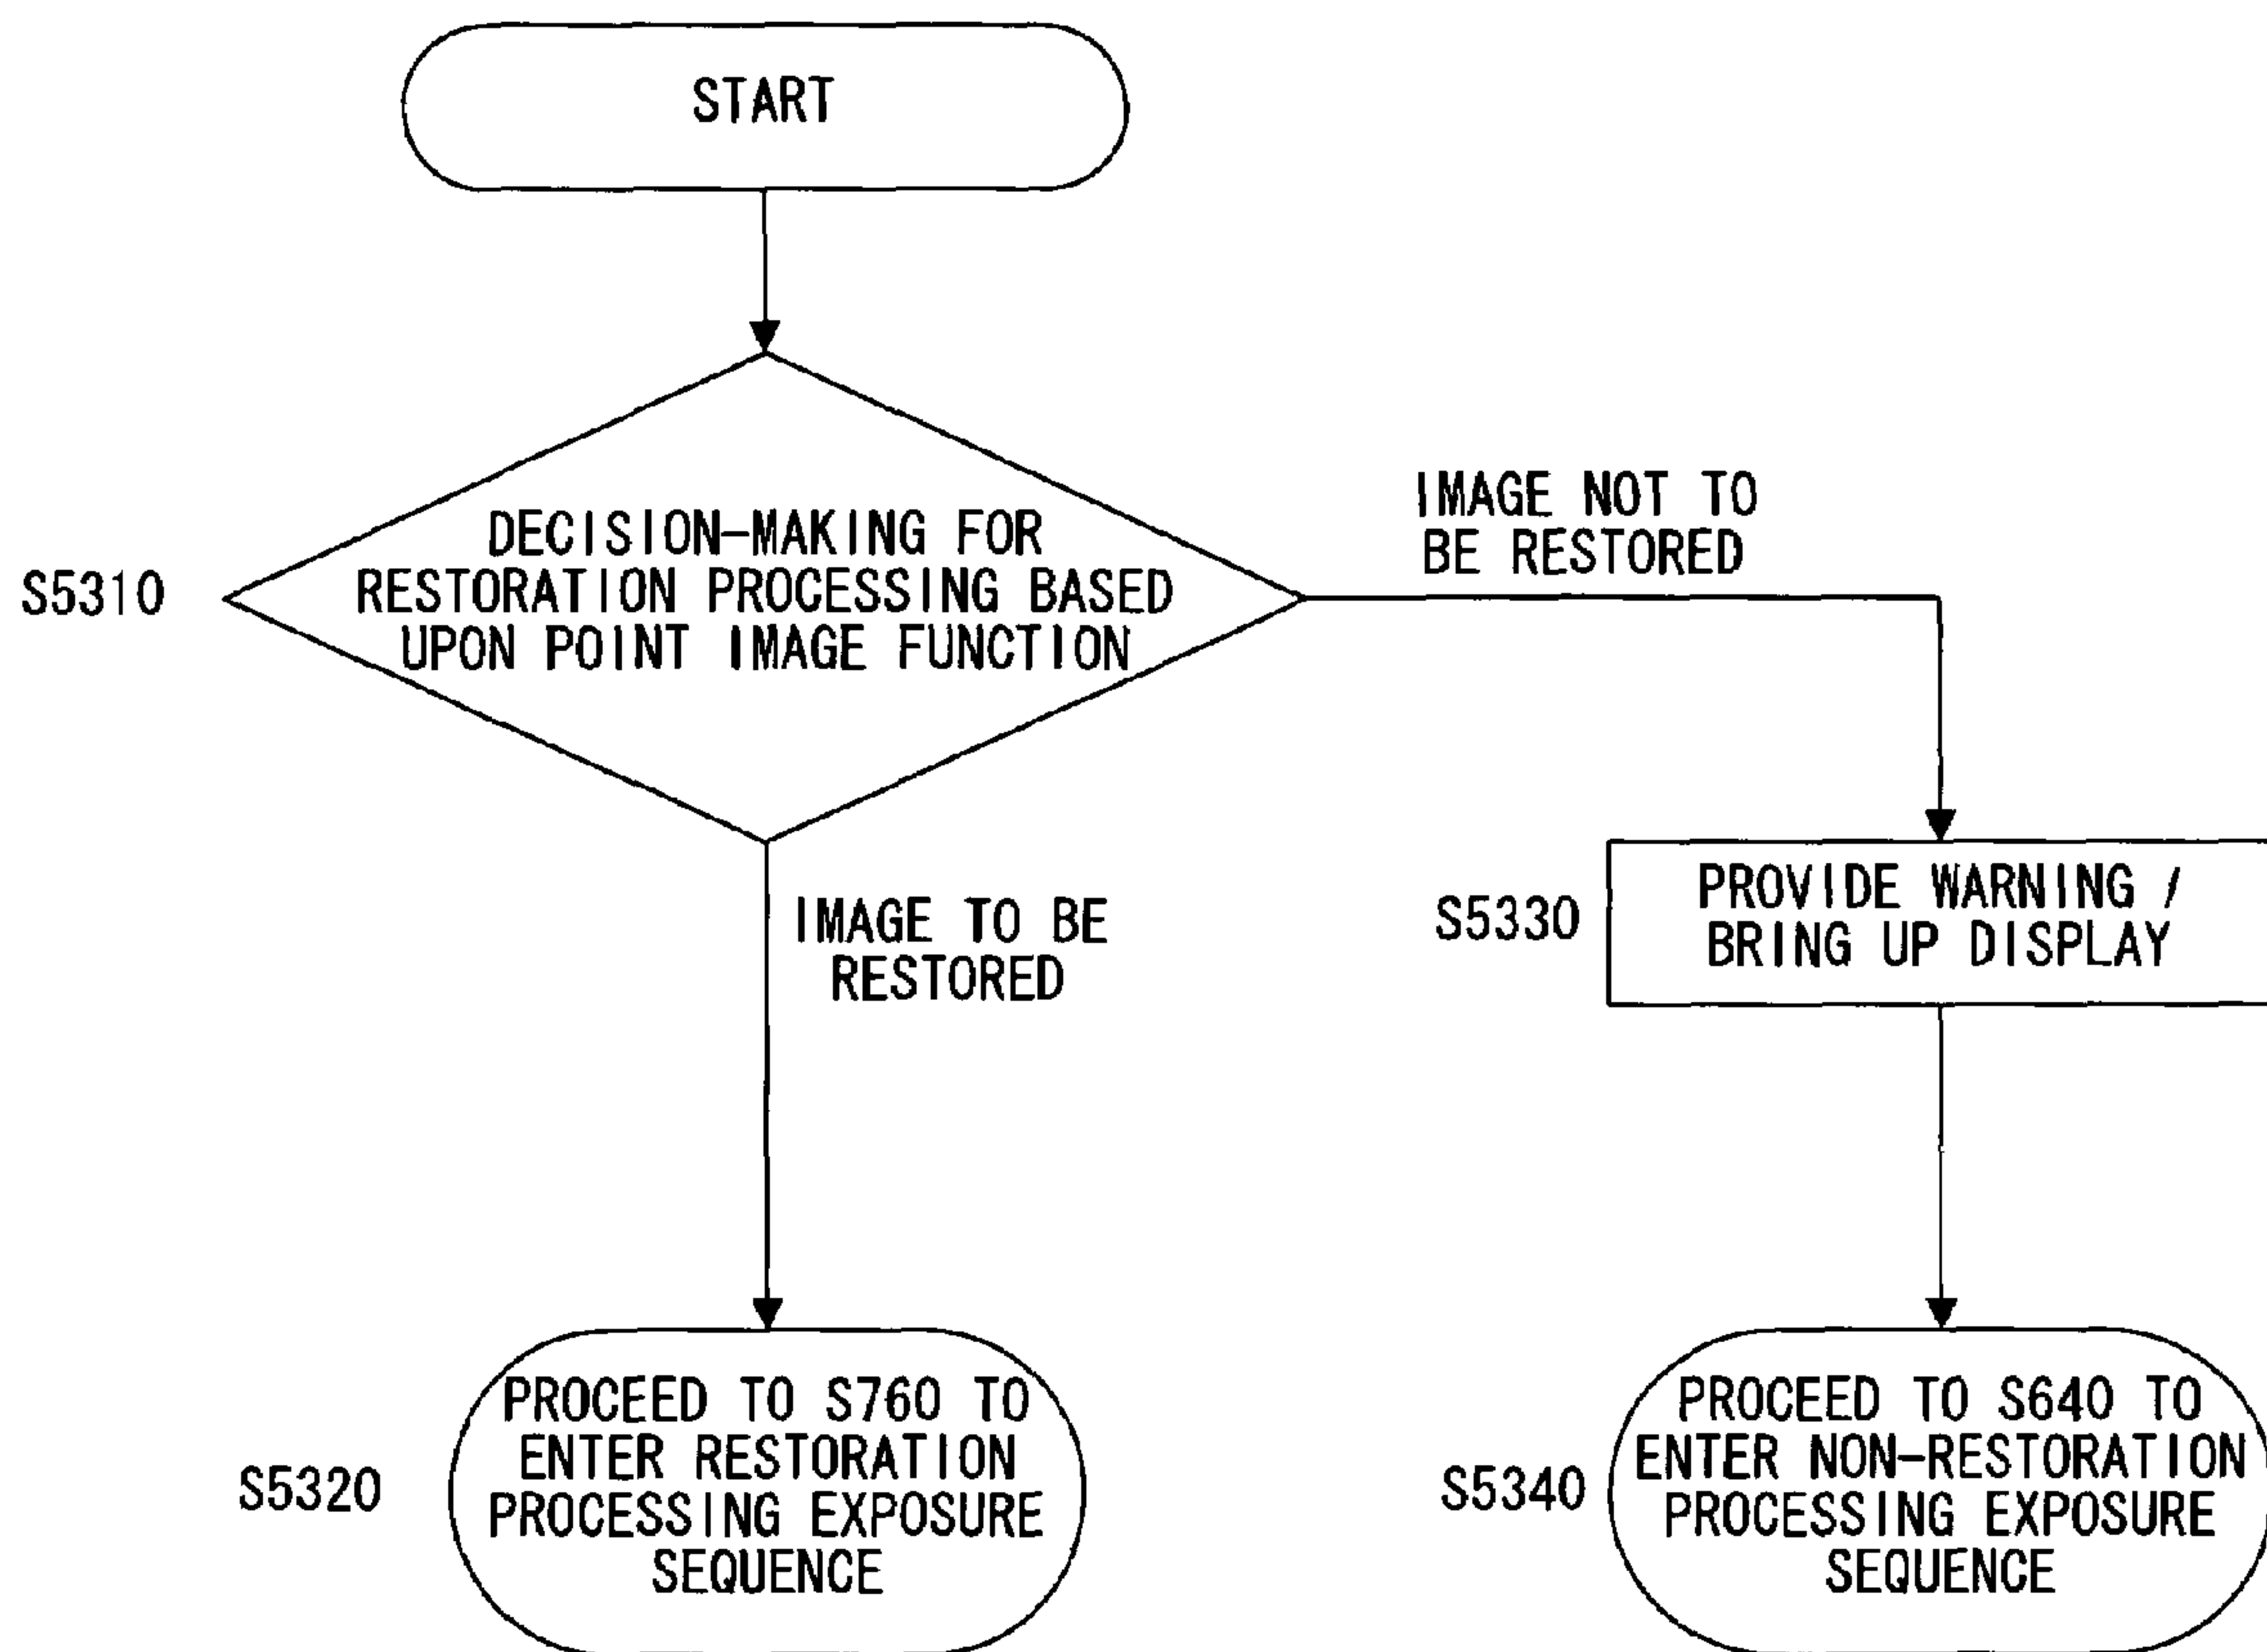 START
S5310
DECISION-MAKING FOR
RESTORATION PROCESSING BASED
UPON POINT IMAGE FUNCTION
IMAGE NOT TO
BE RESTORED
IMAGE TO BE
RESTORED
S5330
PROVIDE WARNING /
BRING UP DISPLAY
S5320
PROCEED TO S760 TO
ENTER RESTORATION
PROCESSING EXPOSURE
SEQUENCE
S5340
PROCEED TO S640 TO
ENTER NON-RESTORATION
PROCESSING EXPOSURE
SEQUENCE